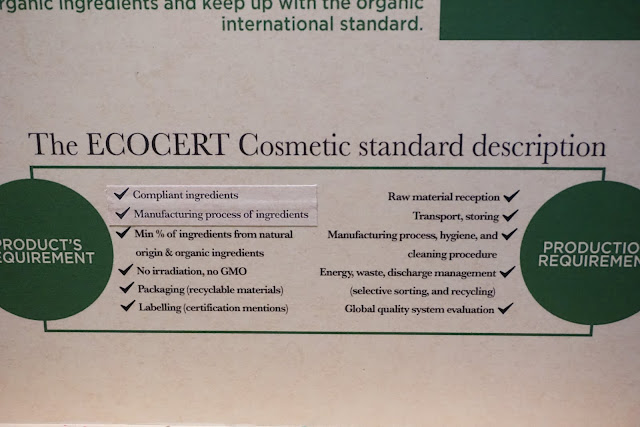 organic ingredients and keep up with the organic
international standard.
The ECOCERT Cosmetic standard description
PRODUCT'S
REQUIREMENT
Compliant ingredients
Manufacturing process of ingredients
Min % of ingredients from natural
origin & organic ingredients
No irradiation, no GMO
Packaging (recyclable materials)
Labelling (certification mentions)
Raw material reception
Transport, storing
Manufacturing process, hygiene, and
cleaning procedure
Energy, waste, discharge management
(selective sorting, and recycling)
Global quality system evaluation
PRODUCTION
REQUIREMENT